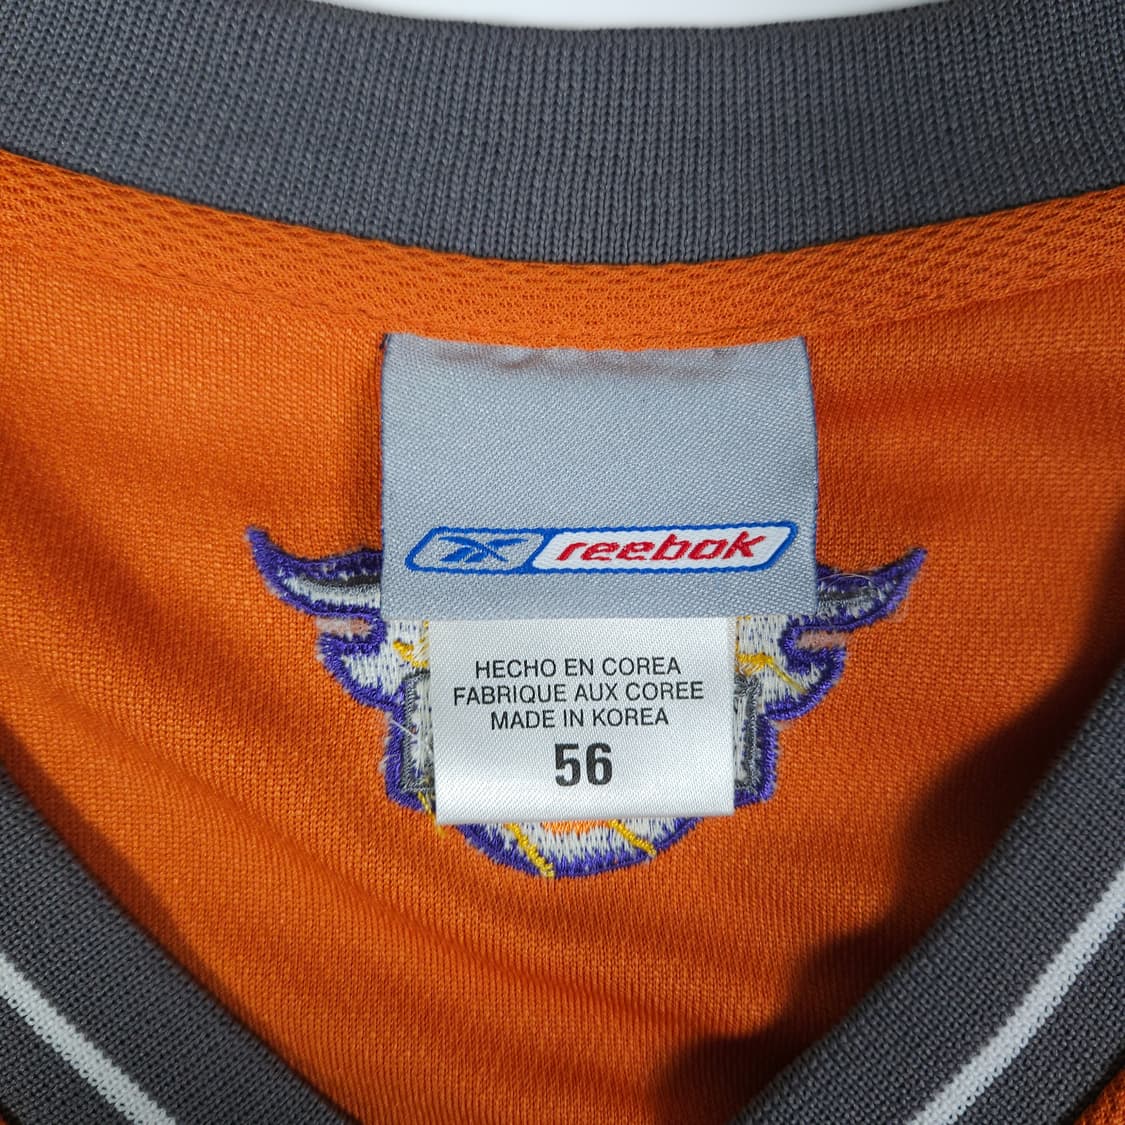 reebok
HECHO EN COREA
FABRIQUE AUX COREE
MADE IN KOREA
56